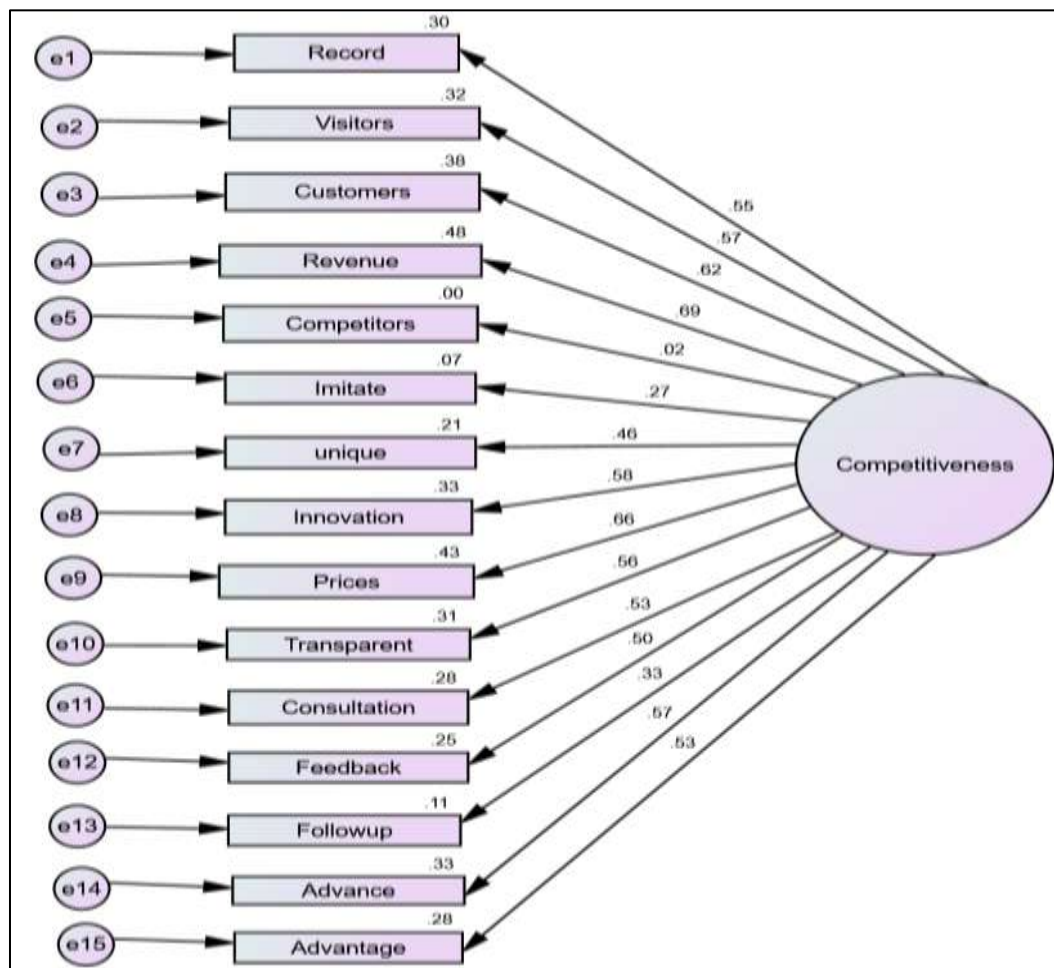 .30
e1 Record
.32
e2 Visitors
.38
e3 Customers
.48
e4 Revenue
.00
e5 Competitors
.07
e6 Imitate
.21
e7 unique
.33
e8 Innovation
.43
e9 Prices
.31
e10 Transparent
.28
e11 Consultation
.25
e12 Feedback
.11
e13 Followup
.33
e14 Advance
.28
e15 Advantage
.55
.57
.62
.69
.02
.27
.46
.58
.66
.56
.53
.50
.33
.57
.53
Competitiveness